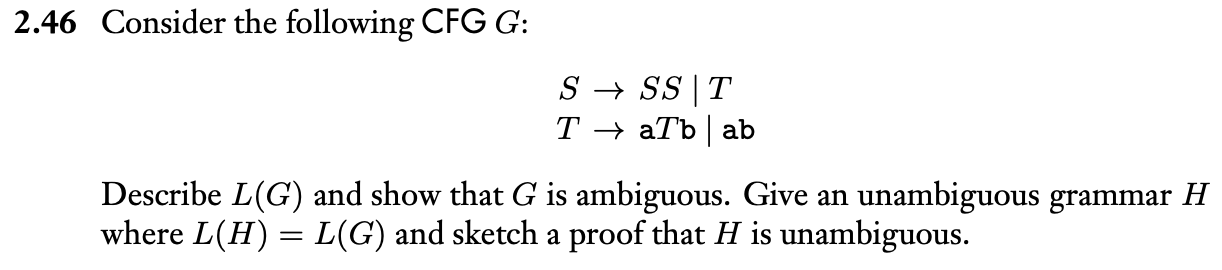 2.46 Consider the following CFG G:
S → SS | T
T → aTb | ab
Describe L(G) and show that G is ambiguous. Give an unambiguous grammar H
where L(H) = L(G) and sketch a proof that H is unambiguous.